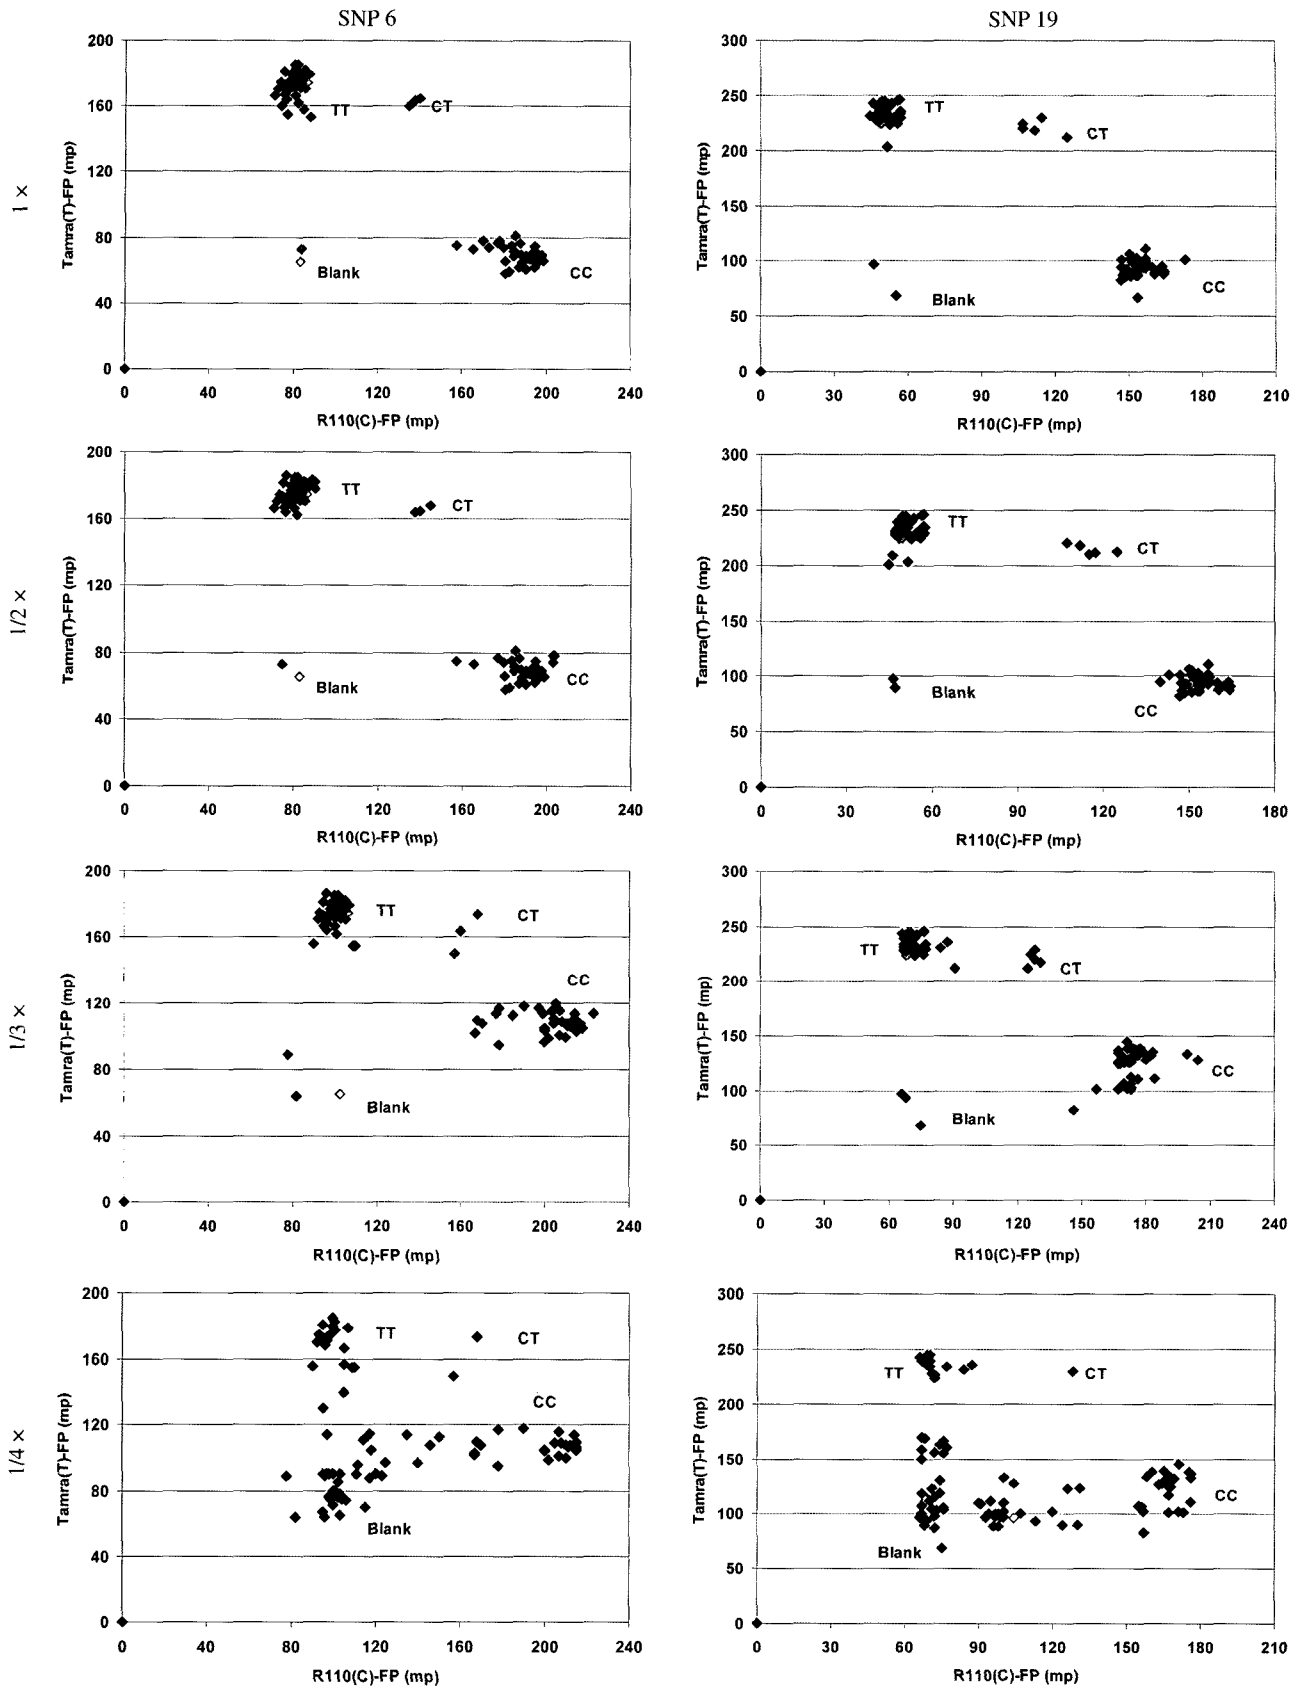 SNP 6
SNP 19
1 ×
200
160
120
80
40
0
Tamra(T)-FP (mp)
TT
CT
Blank
CC
0 40 80 120 160 200 240
R110(C)-FP (mp)
300
250
200
150
100
50
0
Tamra(T)-FP (mp)
TT
CT
Blank
CC
0 30 60 90 120 150 180 210
R110(C)-FP (mp)
1/2 ×
200
160
120
80
40
0
Tamra(T)-FP (mp)
TT
CT
Blank
CC
0 40 80 120 160 200 240
R110(C)-FP (mp)
300
250
200
150
100
50
0
Tamra(T)-FP (mp)
TT
CT
Blank
CC
0 30 60 90 120 150 180
R110(C)-FP (mp)
1/3 ×
200
160
120
80
40
0
Tamra(T)-FP (mp)
TT
CT
CC
Blank
0 40 80 120 160 200 240
R110(C)-FP (mp)
300
250
200
150
100
50
0
Tamra(T)-FP (mp)
TT
CT
CC
Blank
0 30 60 90 120 150 180 210 240
R110(C)-FP (mp)
1/4 ×
200
160
120
80
40
0
Tamra(T)-FP (mp)
TT
CT
CC
Blank
0 40 80 120 160 200 240
R110(C)-FP (mp)
300
250
200
150
100
50
0
Tamra(T)-FP (mp)
TT
CT
CC
Blank
0 30 60 90 120 150 180 210
R110(C)-FP (mp)